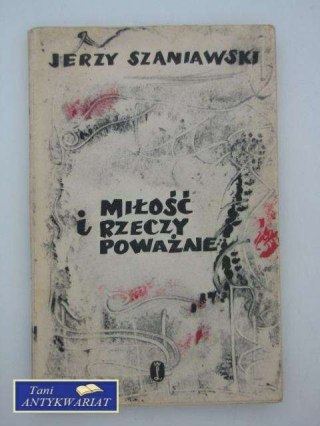 JERZY SZANIAWSKI
MIŁOŚĆ
i RZECZY
POWAŻNE
Tani
ANTYKWARIAT